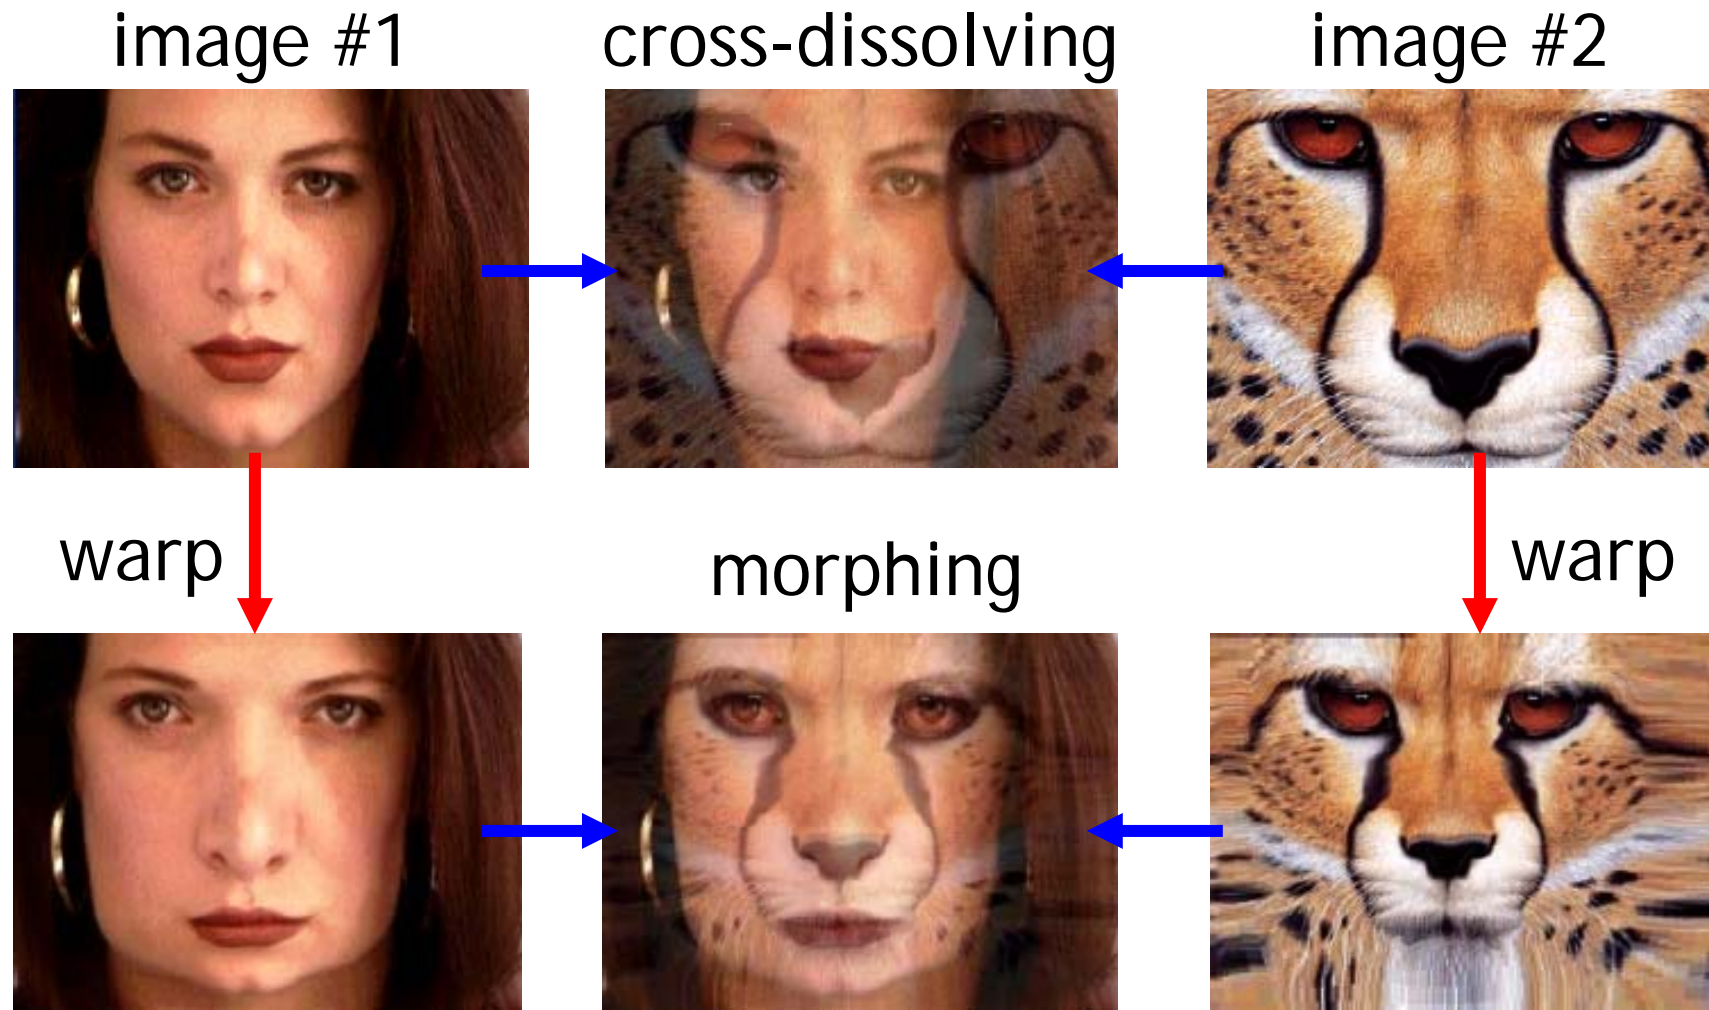 image #1
cross-dissolving
image #2
warp
morphing
warp